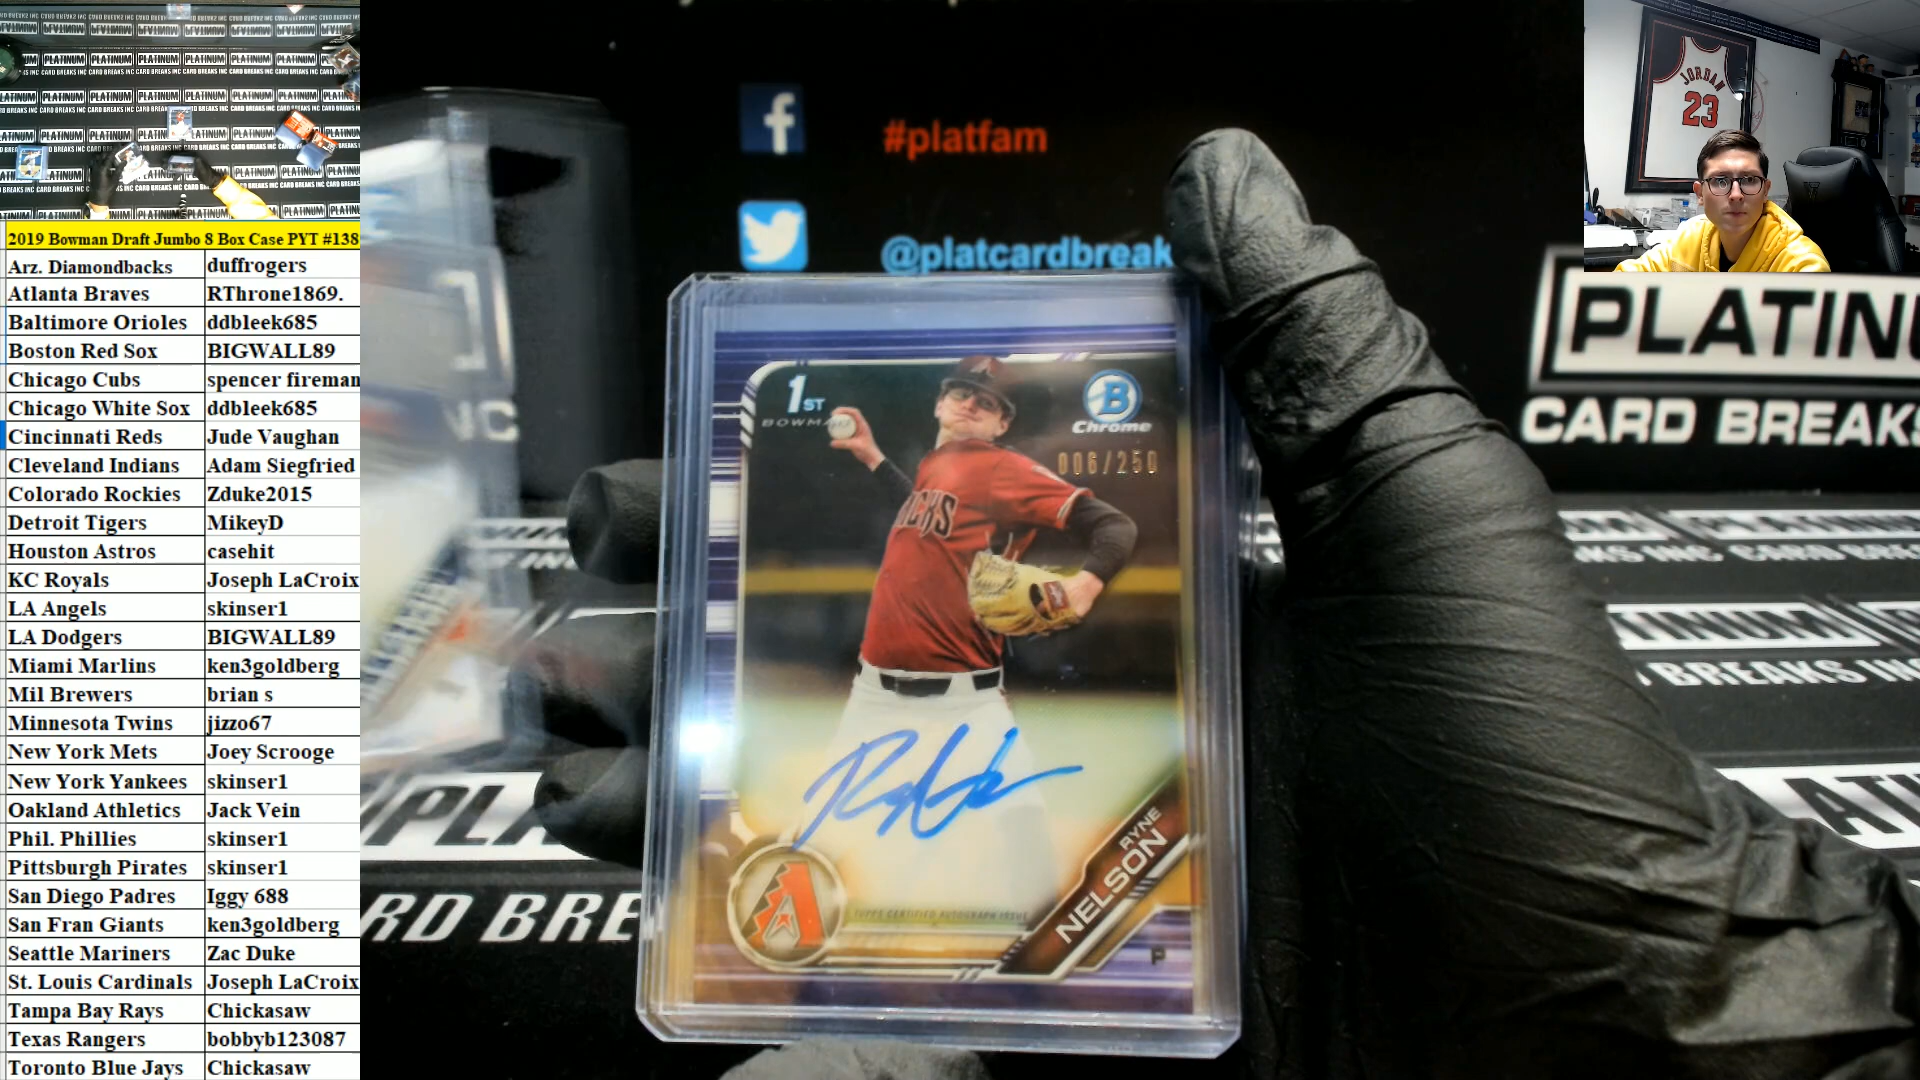 2019 Bowman Draft Jumbo 8 Box Case PYT #138
Arz. Diamondbacks duffrogers
Atlanta Braves RThrone1869.
Baltimore Orioles ddbleek685
Boston Red Sox BIGWALL89
Chicago Cubs spencer fireman
Chicago White Sox ddbleek685
Cincinnati Reds Jude Vaughan
Cleveland Indians Adam Siegfried
Colorado Rockies Zduke2015
Detroit Tigers MikeyD
Houston Astros casehit
KC Royals Joseph LaCroix
LA Angels skinser1
LA Dodgers BIGWALL89
Miami Marlins ken3goldberg
Mil Brewers brian s
Minnesota Twins jizzo67
New York Mets Joey Scrooge
New York Yankees skinser1
Oakland Athletics Jack Vein
Phil. Phillies skinser1
Pittsburgh Pirates skinser1
San Diego Padres Iggy 688
San Fran Giants ken3goldberg
Seattle Mariners Zac Duke
St. Louis Cardinals Joseph LaCroix
Tampa Bay Rays Chickasaw
Texas Rangers bobbyb123087
Toronto Blue Jays Chickasaw
#platfam
@platcardbreak
1ST
BOWMAN
B
Chrome
006/250
RYNE
NELSON
P
TOPPS CERTIFIED AUTOGRAPH ISSUE
PLATINU
CARD BREAKS
JORDAN
23